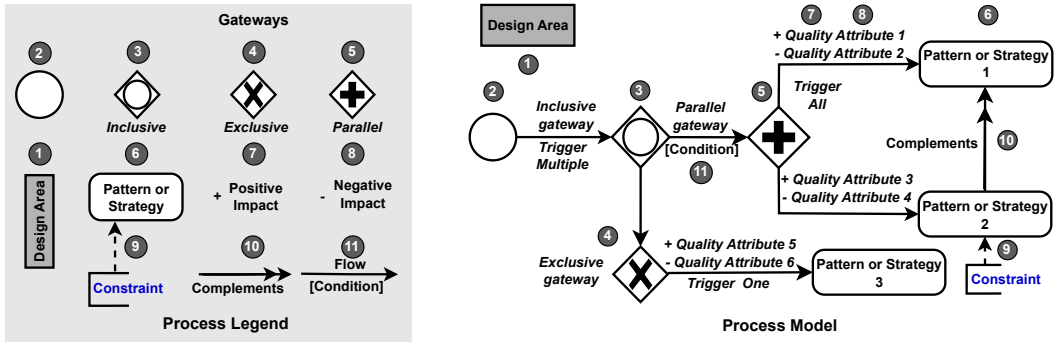 Gateways
2
3
4
5
Inclusive
Exclusive
Parallel
1
6
7
8
Design Area
Pattern or
Strategy
+ Positive
Impact
- Negative
Impact
9
10
11
Constraint
Complements
Flow
[Condition]
Process Legend
Design Area
1
2
3
4
5
6
7
8
+ Quality Attribute 1
- Quality Attribute 2
Pattern or Strategy
1
Inclusive
gateway
Trigger
Multiple
Parallel
gateway
[Condition]
11
Trigger
All
Complements
10
+ Quality Attribute 3
- Quality Attribute 4
Pattern or Strategy
2
9
Constraint
Exclusive
gateway
+ Quality Attribute 5
- Quality Attribute 6
Trigger One
Pattern or Strategy
3
Process Model